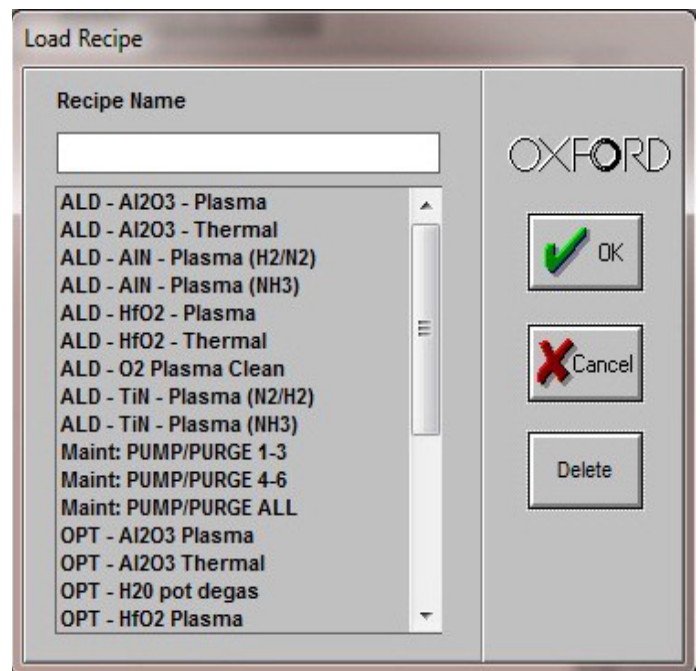 Load Recipe
Recipe Name
OXFORD
ALD - Al2O3 - Plasma
ALD - Al2O3 - Thermal
ALD - AlN - Plasma (H2/N2)
ALD - AlN - Plasma (NH3)
ALD - HfO2 - Plasma
ALD - HfO2 - Thermal
ALD - O2 Plasma Clean
ALD - TiN - Plasma (N2/H2)
ALD - TiN - Plasma (NH3)
Maint: PUMP/PURGE 1-3
Maint: PUMP/PURGE 4-6
Maint: PUMP/PURGE ALL
OPT - Al2O3 Plasma
OPT - Al2O3 Thermal
OPT - H20 pot degas
OPT - HfO2 Plasma
OK
Cancel
Delete